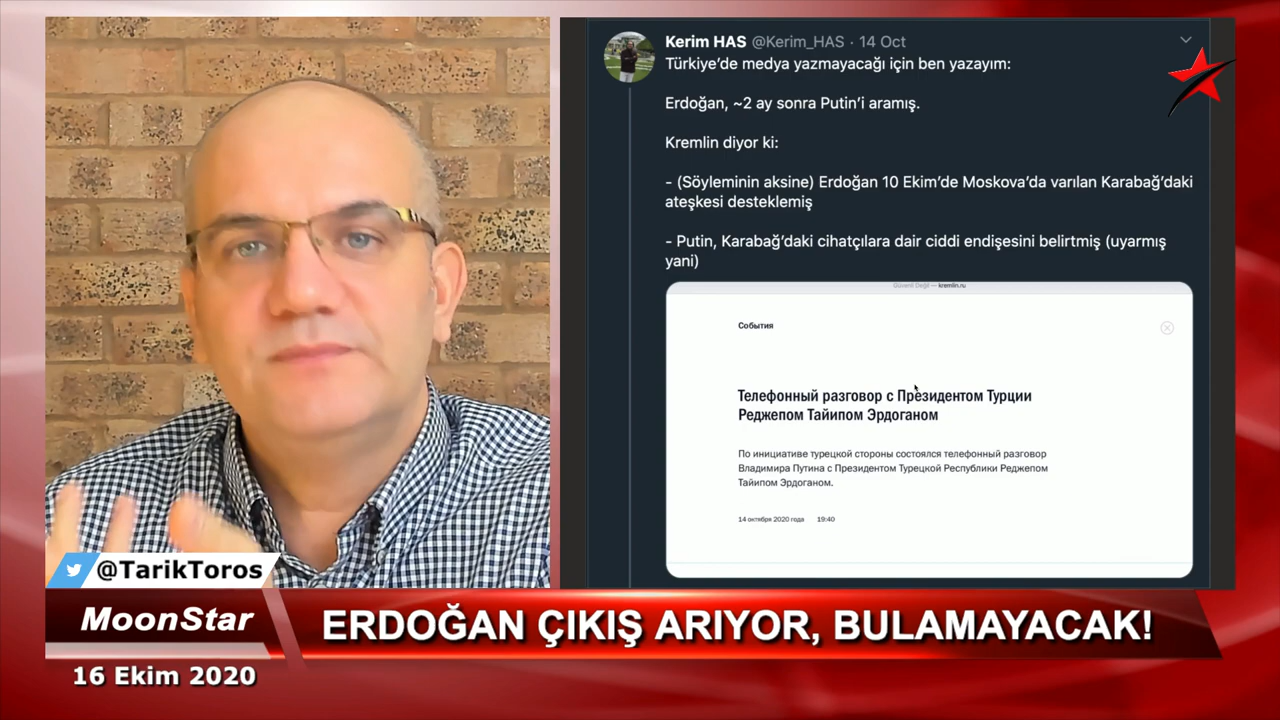 Kerim HAS @Kerim_HAS · 14 Oct
Türkiye'de medya yazmayacağı için ben yazayım:
Erdoğan, ~2 ay sonra Putin'i aramış.
Kremlin diyor ki:
- (Söyleminin aksine) Erdoğan 10 Ekim'de Moskova'da varılan Karabağ'daki
ateşkesi desteklemiş
- Putin, Karabağ'daki cihatçılara dair ciddi endişesini belirtmiş (uyarmış
yani)
Güvenli Değil — kremlin.ru
События
Телефонный разговор с Президентом Турции
Реджепом Тайипом Эрдоганом
По инициативе турецкой стороны состоялся телефонный разговор
Владимира Путина с Президентом Турецкой Республики Реджепом
Тайипом Эрдоганом.
14 октября 2020 года 19:40
@TarikToros
MoonStar
ERDOĞAN ÇIKIŞ ARIYOR, BULAMAYACAK!
16 Ekim 2020